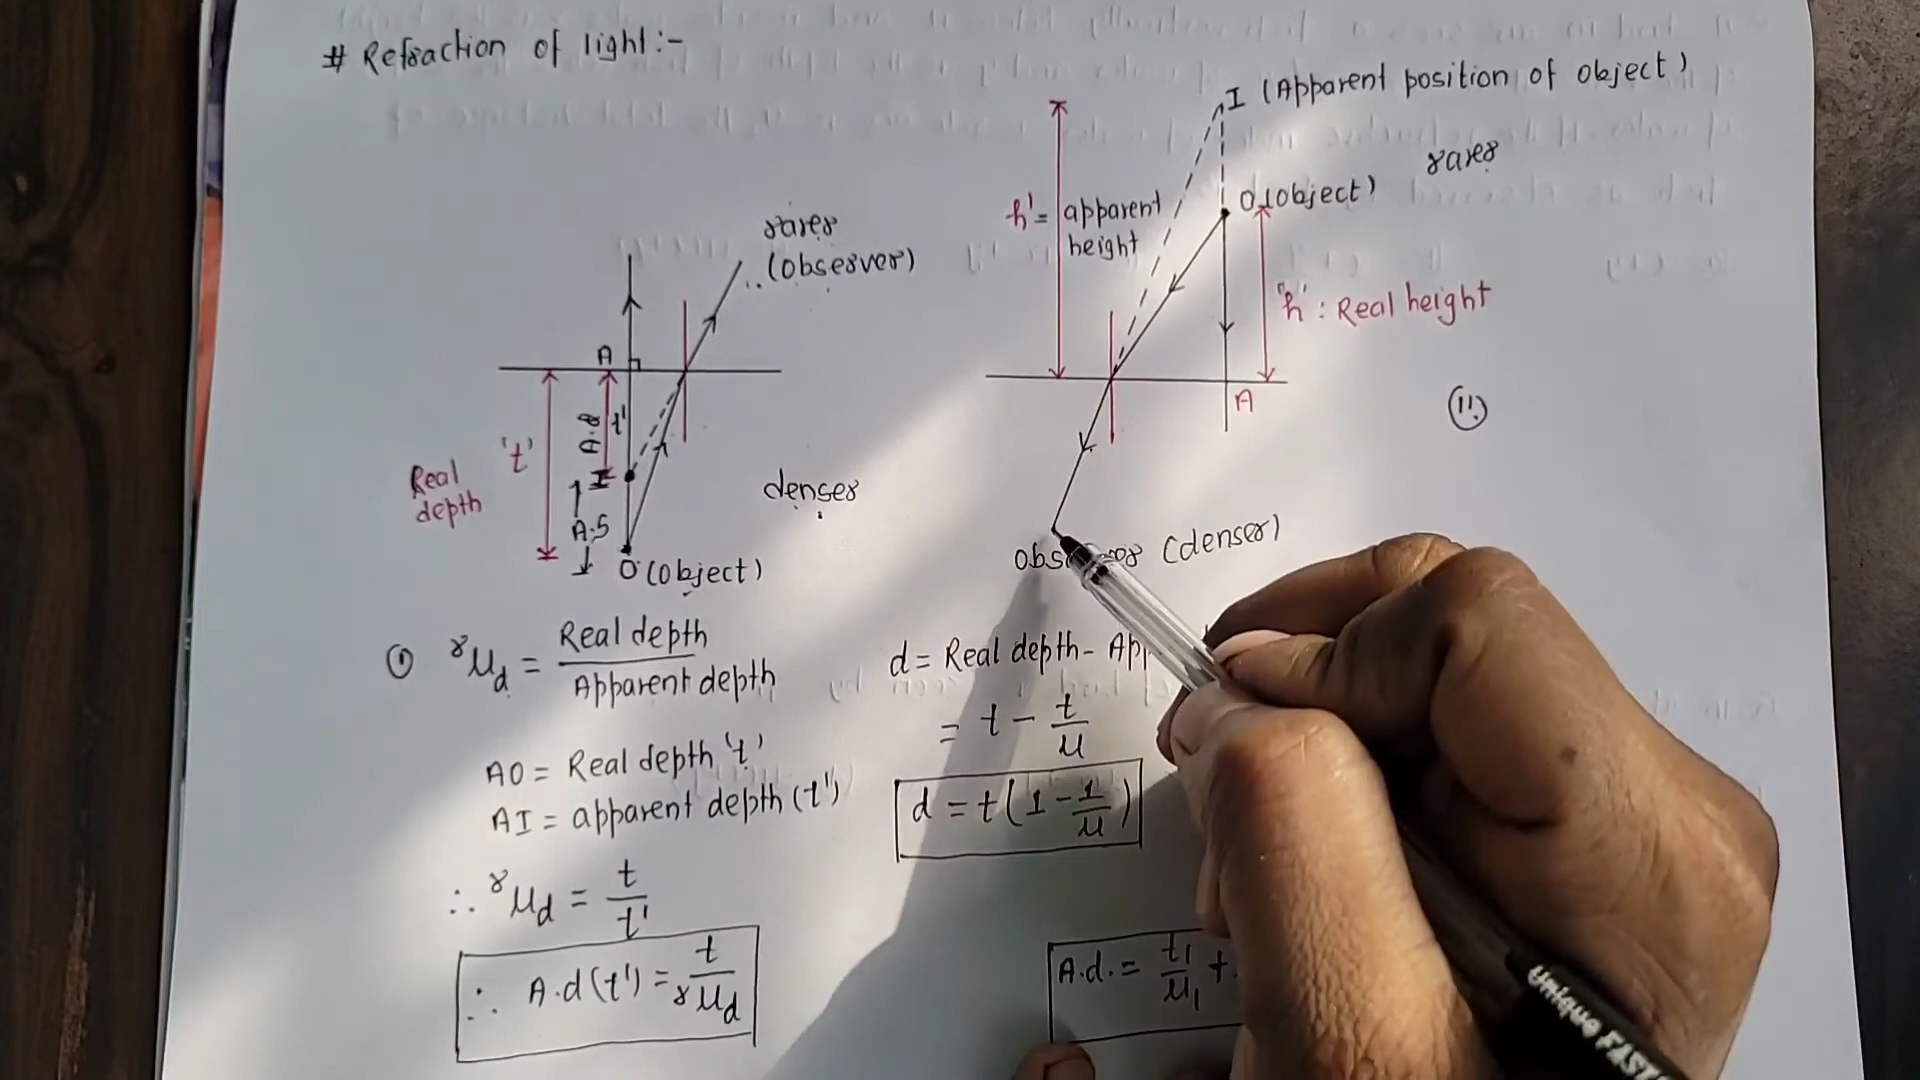 # Refraction of light:-
I (Apparent position of object)
rarer
O (object)
h' = apparent
height
'h' : Real height
rarer
(observer)
A
A
(11)
't'
A.d t'
Real
depth
I
A.S
denser
O (object)
(denser)
① ʳμd = Real depth / Apparent depth
d = Real depth -
AO = Real depth 't'
= t - t/μ
AI = apparent depth (t')
d = t(1 - 1/μ)
∴ ʳμd = t/t'
∴ A.d (t') = t/ʳμd
A.d. = t₁/μ₁ +
Unique